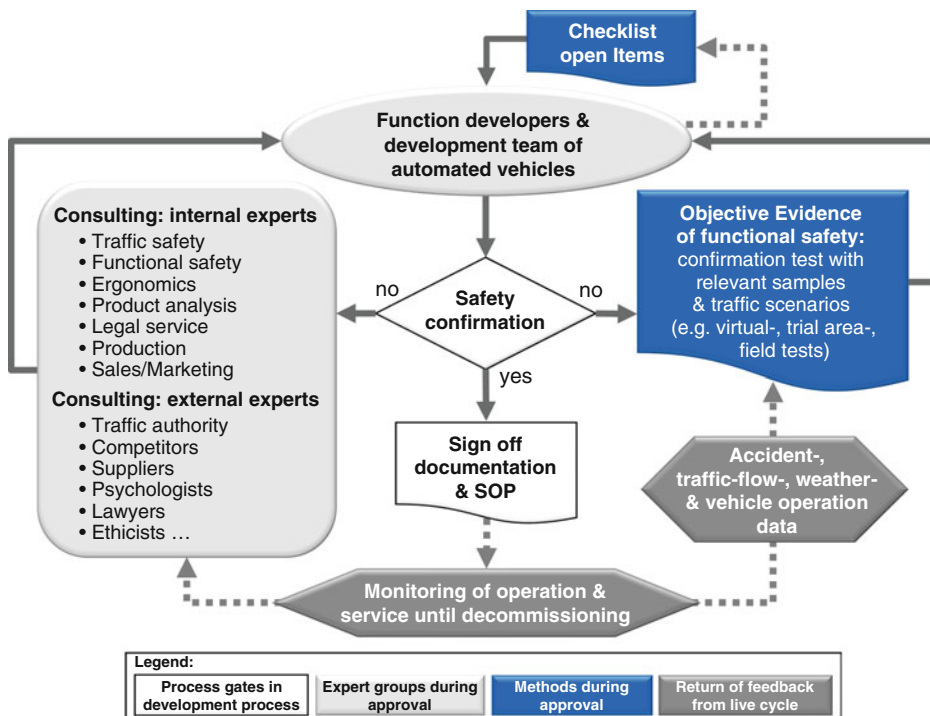 Checklist
open Items
Function developers &
development team of
automated vehicles
Consulting: internal experts
• Traffic safety
• Functional safety
• Ergonomics
• Product analysis
• Legal service
• Production
• Sales/Marketing
Consulting: external experts
• Traffic authority
• Competitors
• Suppliers
• Psychologists
• Lawyers
• Ethicists ...
no
Safety
confirmation
no
yes
Objective Evidence
of functional safety:
confirmation test with
relevant samples
& traffic scenarios
(e.g. virtual-, trial area-,
field tests)
Sign off
documentation
& SOP
Accident-,
traffic-flow-, weather-
& vehicle operation
data
Monitoring of operation &
service until decommissioning
Legend:
Process gates in
development process
Expert groups during
approval
Methods during
approval
Return of feedback
from live cycle